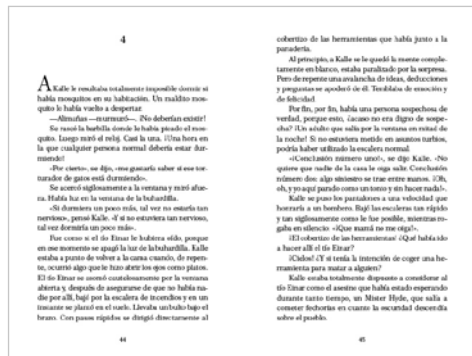 4
A Kalle le resultaba totalmente imposible dormir si
había mosquitos en su habitación. Un maldito mos-
quito le había vuelto a despertar.
—Alimañas —murmuró—. ¡No deberían existir!
Se rascó la barbilla donde le había picado el mos-
quito. Luego miró el reloj. Casi la una. ¡Una hora en
la que cualquier persona normal debería estar dur-
miendo!
«Por cierto», se dijo, «me gustaría saber si ese tor-
turador de gatos está durmiendo».
Se acercó sigilosamente a la ventana y miró afue-
ra. Había luz en la ventana de la buhardilla.
«Si durmiera un poco más, tal vez no estaría tan
nervioso», pensó Kalle. «Y si no estuviera tan nervioso,
tal vez dormiría un poco más».
Fue como si el tío Einar le hubiera oído, porque
en ese momento se apagó la luz de la buhardilla. Kalle
estaba a punto de volver a la cama cuando, de repen-
te, ocurrió algo que le hizo abrir los ojos como platos.
El tío Einar se asomó cautelosamente por la ventana
abierta y, después de asegurarse de que no había na-
die por allí, bajó por la escalera de incendios y en un
instante se plantó en el suelo. Llevaba un bulto bajo el
brazo. Con pasos rápidos se dirigió directamente al
44
cobertizo de las herramientas que había junto a la
panadería.
Al principio, a Kalle se le quedó la mente comple-
tamente en blanco, estaba paralizado por la sorpresa.
Pero de repente una avalancha de ideas, deducciones
y preguntas se apoderó de él. Temblaba de emoción y
de felicidad.
Por fin, por fin, había una persona sospechosa de
verdad, porque esto, ¿acaso no era digno de sospe-
cha? ¡Un adulto que salía por la ventana en mitad de
la noche! Si no estuviera metido en asuntos turbios,
podría haber utilizado la escalera normal.
«¡Conclusión número uno!», se dijo Kalle. «No
quiere que nadie de la casa le oiga salir. Conclusión
número dos: algo siniestro se trae entre manos. ¡Oh,
oh, y yo aquí parado como un tonto y sin hacer nada!».
Kalle se puso los pantalones a una velocidad que
honraría a un bombero. Bajó las escaleras tan rápido
y tan sigilosamente como le fue posible, mientras ro-
gaba en silencio: «¡Que mamá no me oiga!».
¡El cobertizo de las herramientas! ¿Qué había ido
a hacer allí el tío Einar?
¡Cielos! ¿Y si tenía la intención de coger una he-
rramienta para matar a alguien?
Kalle estaba totalmente dispuesto a considerar al
tío Einar como el asesino que había estado esperando
durante tanto tiempo, un Mister Hyde, que salía a
cometer fechorías en cuanto la oscuridad descendía
sobre el pueblo.
45